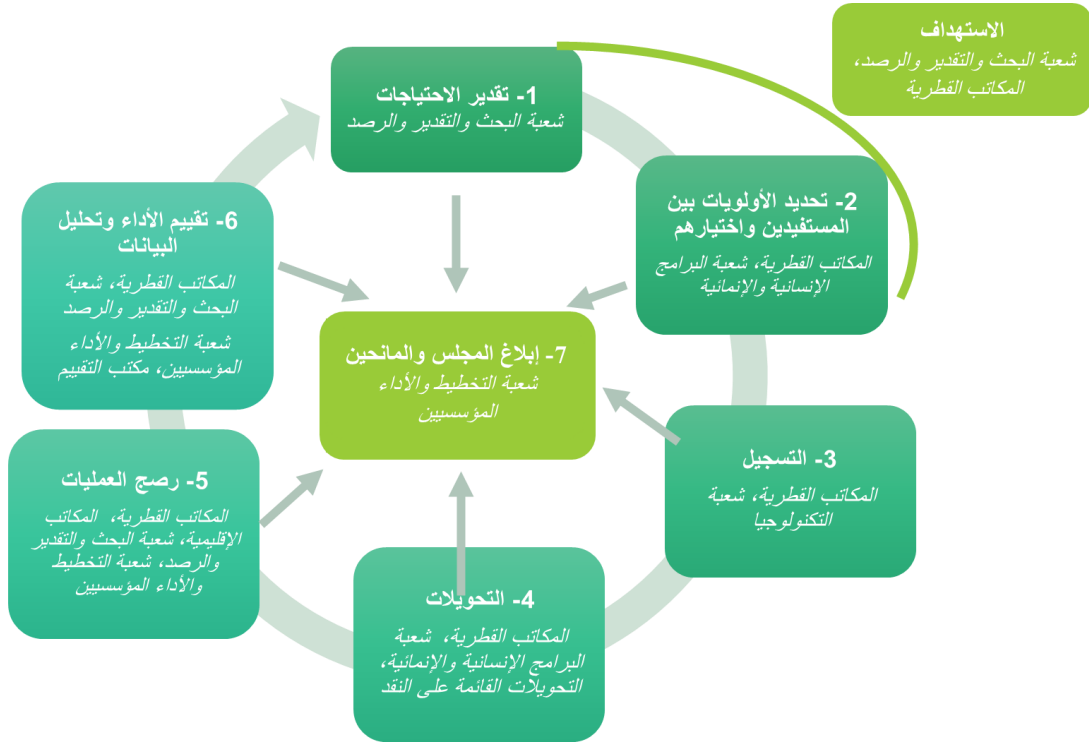 الاستهداف
شعبة البحث والتقدير والرصد،
المكاتب القطرية
1- تقدير الاحتياجات
شعبة البحث والتقدير والرصد
2- تحديد الأولويات بين
المستفيدين واختيارهم
المكاتب القطرية، شعبة البرامج
الإنسانية والإنمائية
3- التسجيل
المكاتب القطرية، شعبة
التكنولوجيا
4- التحويلات
المكاتب القطرية، شعبة
البرامج الإنسانية والإنمائية،
التحويلات القائمة على النقد
5- رصج العمليات
المكاتب القطرية، المكاتب
الإقليمية، شعبة البحث والتقدير
والرصد، شعبة التخطيط
والأداء المؤسسيين
6- تقييم الأداء وتحليل
البيانات
المكاتب القطرية، شعبة
البحث والتقدير والرصد
شعبة التخطيط والأداء
المؤسسيين، مكتب التقييم
7- إبلاغ المجلس والمانحين
شعبة التخطيط والأداء
المؤسسيين